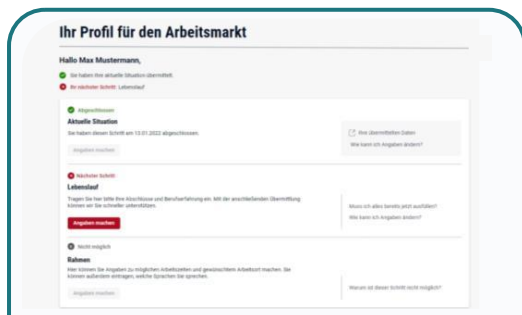 Ihr Profil für den Arbeitsmarkt
Hallo Max Mustermann,
Sie haben Ihre aktuelle Situation übermittelt.
Ihr nächster Schritt: Lebenslauf
Abgeschlossen
Aktuelle Situation
Sie haben diesen Schritt am 13.01.2022 abgeschlossen.
Angaben machen
Ihre übermittelten Daten
Wie kann ich Angaben ändern?
Nächster Schritt
Lebenslauf
Tragen Sie hier bitte Ihre Abschlüsse und Berufserfahrung ein. Mit der anschließenden Übermittlung
können wir Sie schneller unterstützen.
Angaben machen
Muss ich alles bereits jetzt ausfüllen?
Wie kann ich Angaben ändern?
Nicht möglich
Rahmen
Hier können Sie Angaben zu möglichen Arbeitszeiten und gewünschtem Arbeitsort machen. Sie
können außerdem eintragen, welche Sprachen Sie sprechen.
Angaben machen
Warum ist dieser Schritt nicht möglich?